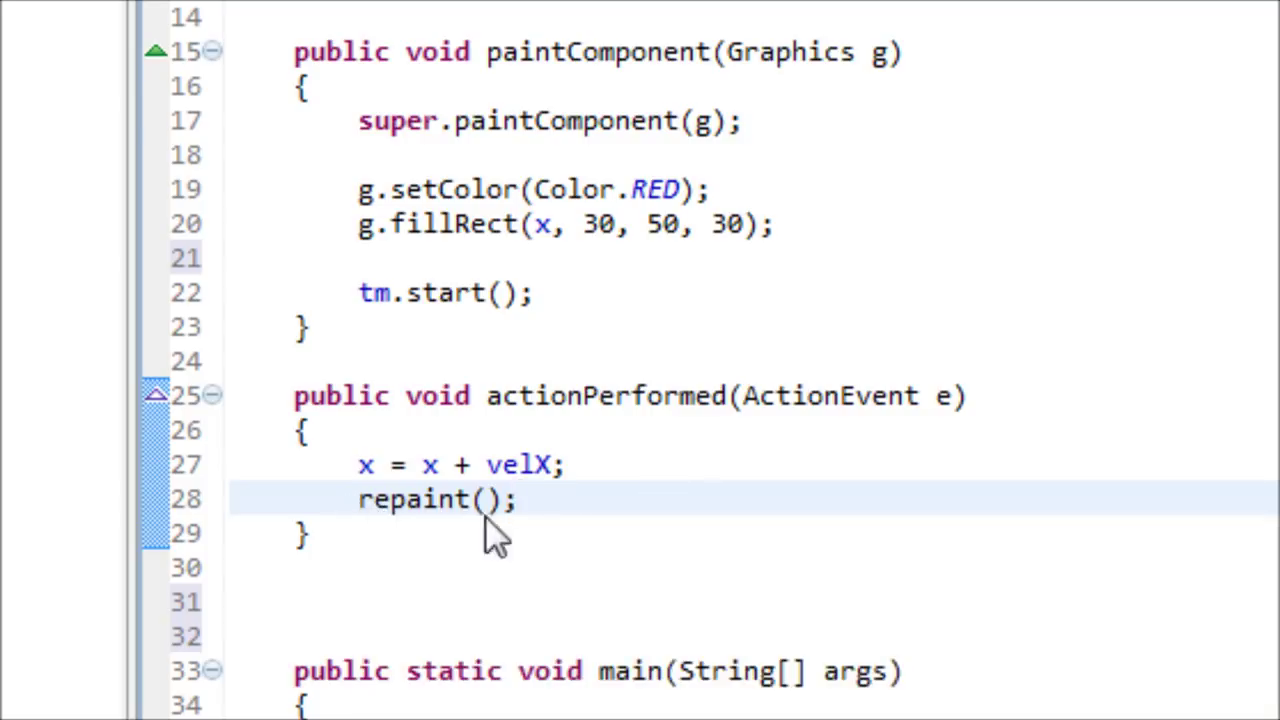 14
15 public void paintComponent(Graphics g)
16 {
17 super.paintComponent(g);
18
19 g.setColor(Color.RED);
20 g.fillRect(x, 30, 50, 30);
21
22 tm.start();
23 }
24
25 public void actionPerformed(ActionEvent e)
26 {
27 x = x + velX;
28 repaint();
29 }
30
31
32
33 public static void main(String[] args)
34 {